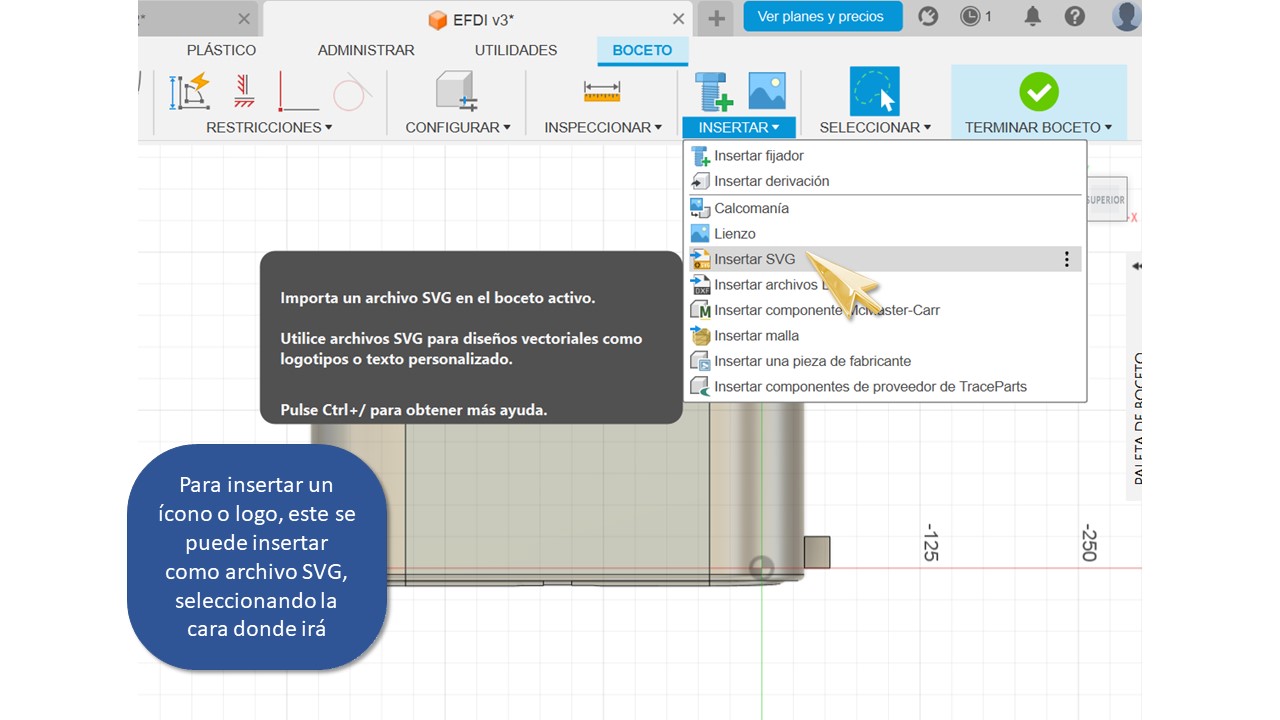 EFDI v3*
Ver planes y precios
1
PLÁSTICO
ADMINISTRAR
UTILIDADES
BOCETO
RESTRICCIONES
CONFIGURAR
INSPECCIONAR
INSERTAR
SELECCIONAR
TERMINAR BOCETO
Insertar fijador
Insertar derivación
Calcomanía
Lienzo
Insertar SVG
Insertar archivos
Insertar componente McMaster-Carr
Insertar malla
Insertar una pieza de fabricante
Insertar componentes de proveedor de TraceParts
SUPERIOR
X
PALETA DE BOCETO
Importa un archivo SVG en el boceto activo.
Utilice archivos SVG para diseños vectoriales como
logotipos o texto personalizado.
Pulse Ctrl+/ para obtener más ayuda.
Para insertar un
ícono o logo, este se
puede insertar
como archivo SVG,
seleccionando la
cara donde irá
-125
-250